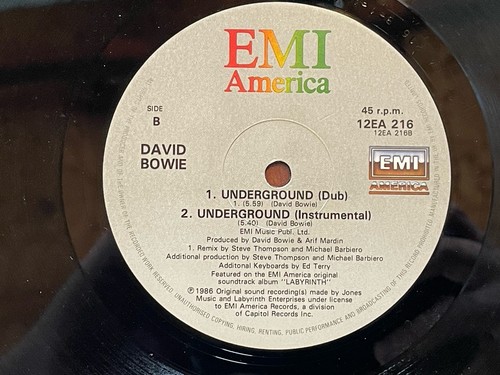 EMI
America
SIDE
B
45 r.p.m.
12EA 216
12EA 216B
DAVID
BOWIE
EMI
AMERICA
1. UNDERGROUND (Dub)
1. (5.59) (David Bowie)
2. UNDERGROUND (Instrumental)
(5.40) (David Bowie)
EMI Music Publ. Ltd.
Produced by David Bowie & Arif Mardin
1. Remix by Steve Thompson and Michael Barbiero
Additional production by Steve Thompson and Michael Barbiero
Additonal Keyboards by Ed Terry
Featured on the EMI America original
soundtrack album "LABYRINTH"
℗1986 Original sound recording(s) made by Jones
Music and Labyrinth Enterprises under license
to EMI America Records, a division
of Capitol Records Inc.
UNAUTHORISED COPYING, HIRING, RENTING, PUBLIC PERFORMANCE AND BROADCASTING OF THIS RECORD PROHIBITED